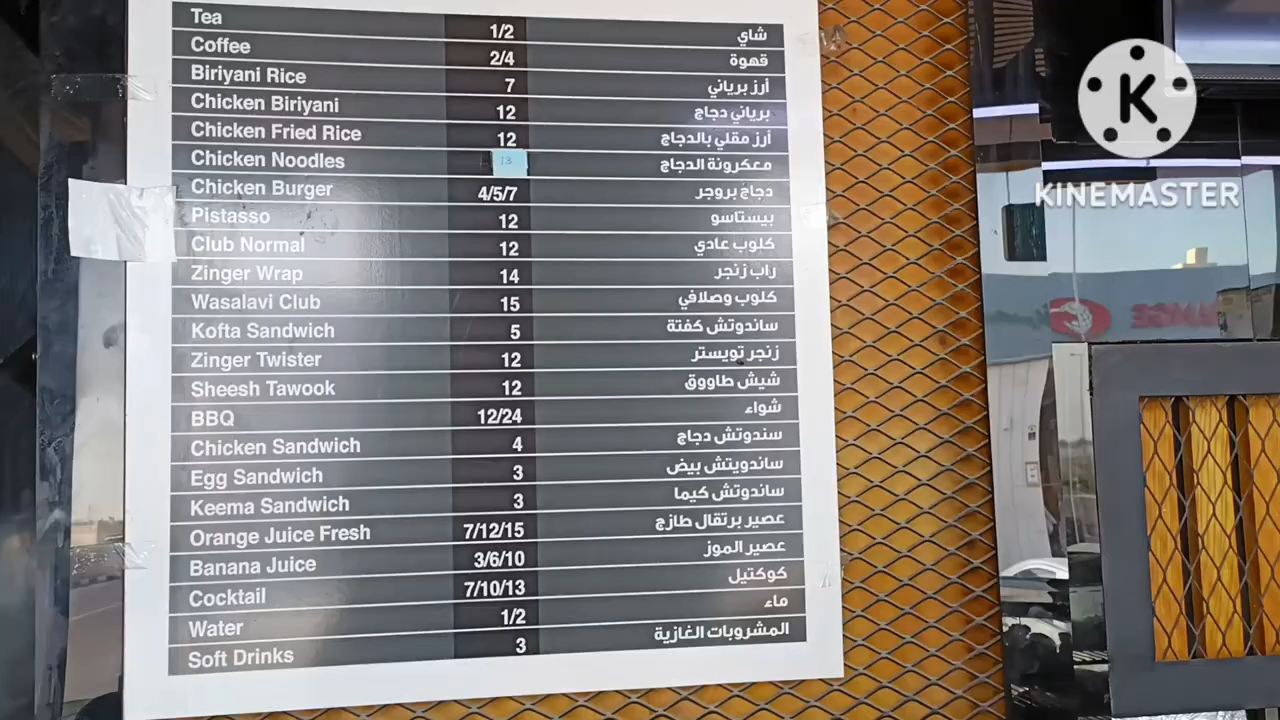 Tea 1/2 شاي
Coffee 2/4 قهوة
Biriyani Rice 7 أرز برياني
Chicken Biriyani 12 برياني دجاج
Chicken Fried Rice 12 أرز مقلي بالدجاج
Chicken Noodles 13 معكرونة الدجاج
Chicken Burger 4/5/7 دجاج بروجر
Pistasso 12 بيستاسو
Club Normal 12 كلوب عادي
Zinger Wrap 14 راب زنجر
Wasalavi Club 15 كلوب وصلافي
Kofta Sandwich 5 ساندوتش كفتة
Zinger Twister 12 زنجر تويستر
Sheesh Tawook 12 شيش طاووق
BBQ 12/24 شواء
Chicken Sandwich 4 سندوتش دجاج
Egg Sandwich 3 ساندويتش بيض
Keema Sandwich 3 ساندوتش كيما
Orange Juice Fresh 7/12/15 عصير برتقال طازج
Banana Juice 3/6/10 عصير الموز
Cocktail 7/10/13 كوكتيل
Water 1/2 ماء
Soft Drinks 3 المشروبات الغازية
K
KINEMASTER